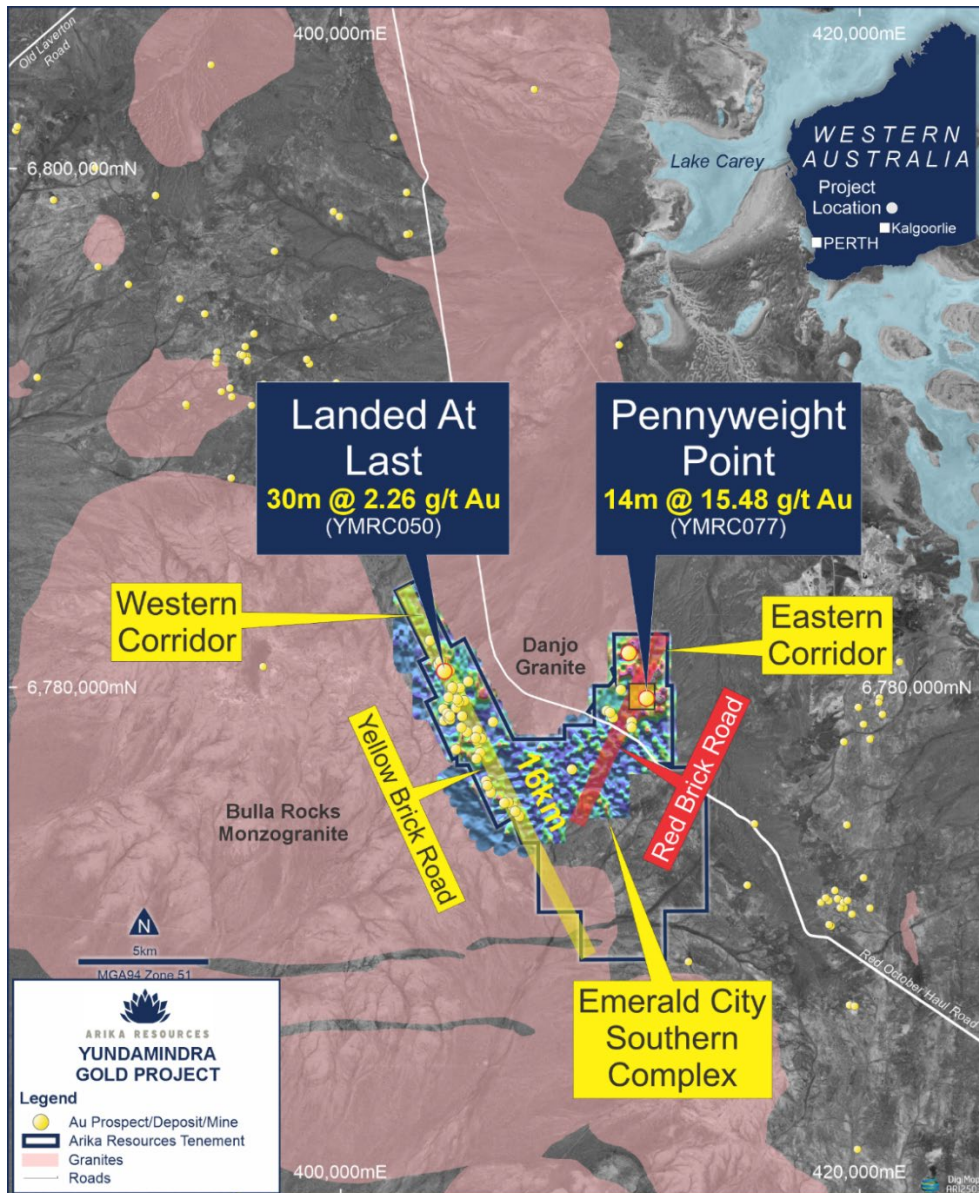 400,000mE
420,000mE
Old Laverton
Road
6,800,000mN
Lake Carey
WESTERN
AUSTRALIA
Project
Location
Kalgoorlie
PERTH
Landed At
Last
30m @ 2.26 g/t Au
(YMRC050)
Pennyweight
Point
14m @ 15.48 g/t Au
(YMRC077)
Western
Corridor
Danjo
Granite
Eastern
Corridor
6,780,000mN
6,780,000mN
Yellow Brick Road
16km
Red Brick Road
Bulla Rocks
Monzogranite
N
5km
MGA94 Zone 51
Red October Haul Road
Emerald City
Southern
Complex
ARIKA RESOURCES
YUNDAMINDRA
GOLD PROJECT
Legend
Au Prospect/Deposit/Mine
Arika Resources Tenement
Granites
Roads
400,000mE
420,000mE